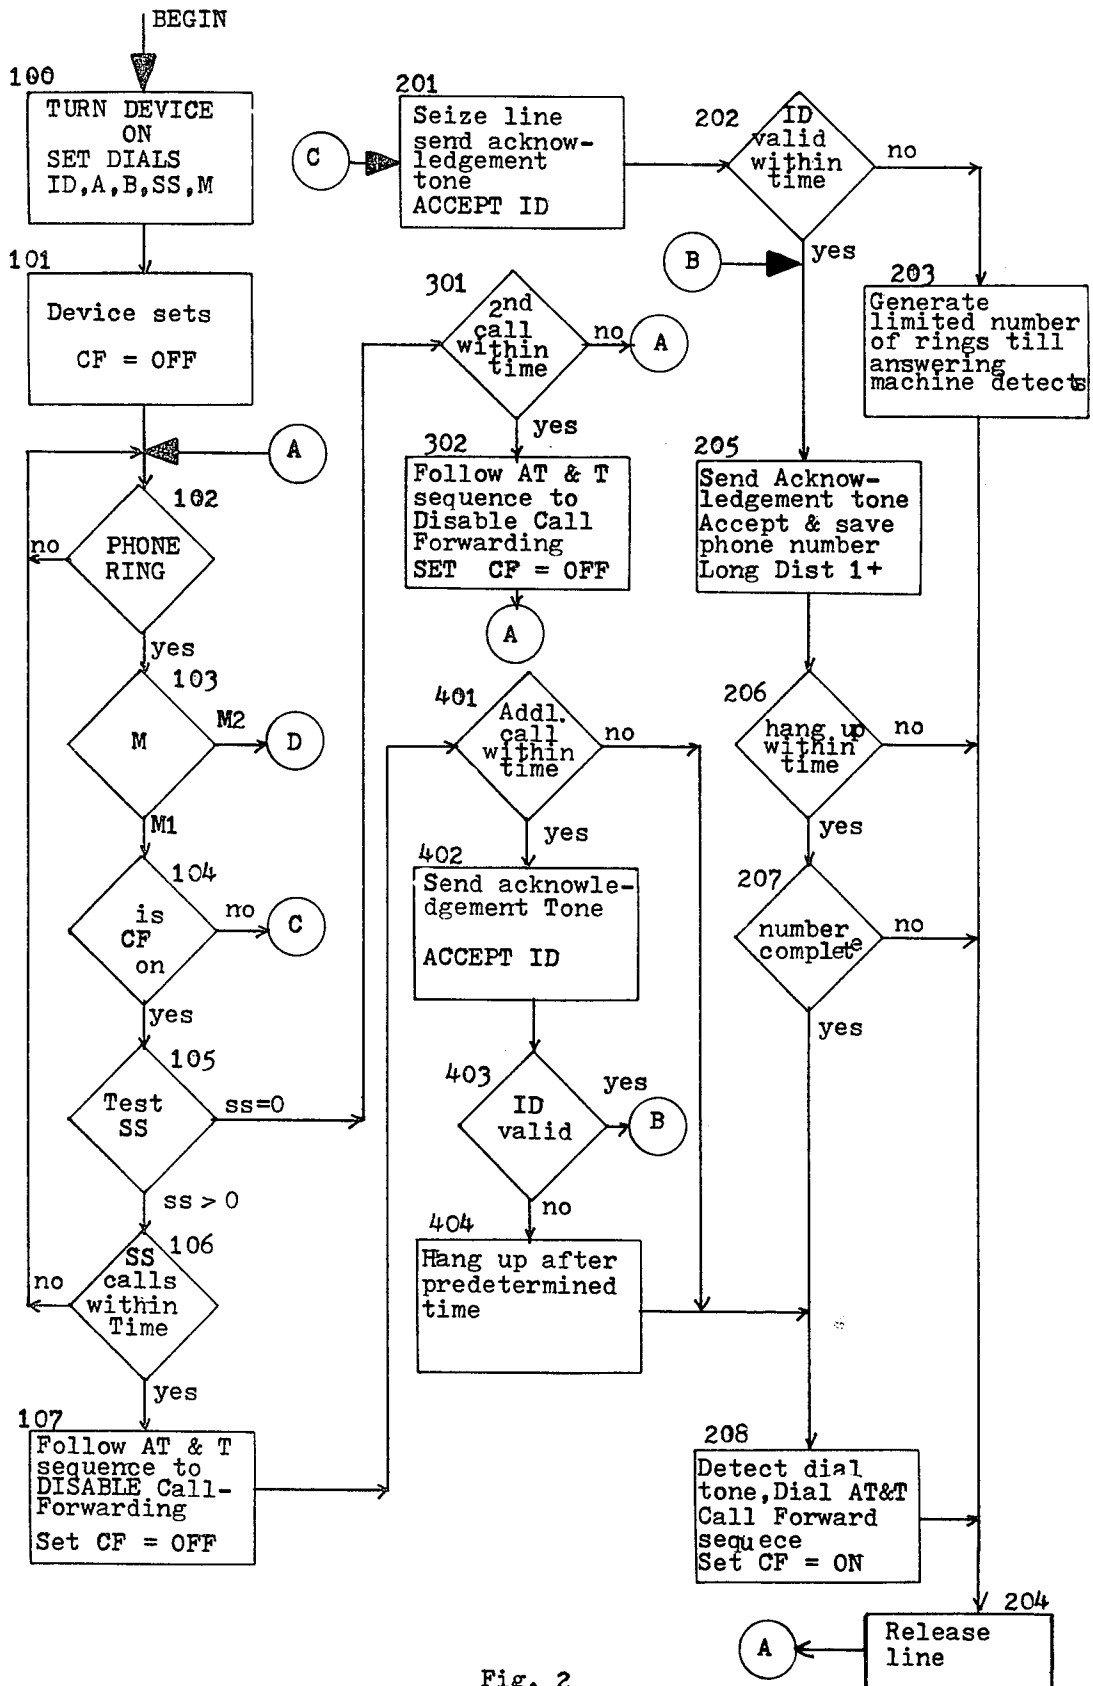 BEGIN
100
TURN DEVICE
ON
SET DIALS
ID,A,B,SS,M
101
Device sets
CF = OFF
A
102
PHONE
RING
no
yes
103
M
M2
D
M1
104
is
CF
on
no
C
yes
105
Test
SS
ss=0
ss > 0
106
SS
calls
within
Time
no
yes
107
Follow AT & T
sequence to
DISABLE Call-
Forwarding
Set CF = OFF
C
201
Seize line
send acknow-
ledgement
tone
ACCEPT ID
202
ID
valid
within
time
no
yes
B
203
Generate
limited number
of rings till
answering
machine detects
301
2nd
call
within
time
no
A
yes
302
Follow AT & T
sequence to
Disable Call
Forwarding
SET CF = OFF
A
205
Send Acknow-
ledgement tone
Accept & save
phone number
Long Dist 1+
401
Addl.
call
within
time
no
yes
402
Send acknowle-
dgement Tone
ACCEPT ID
403
ID
valid
yes
B
no
404
Hang up after
predetermined
time
206
hang up
within
time
no
yes
207
number
complete
no
yes
208
Detect dial
tone,Dial AT&T
Call Forward
sequece
Set CF = ON
204
Release
line
A
Fig. 2